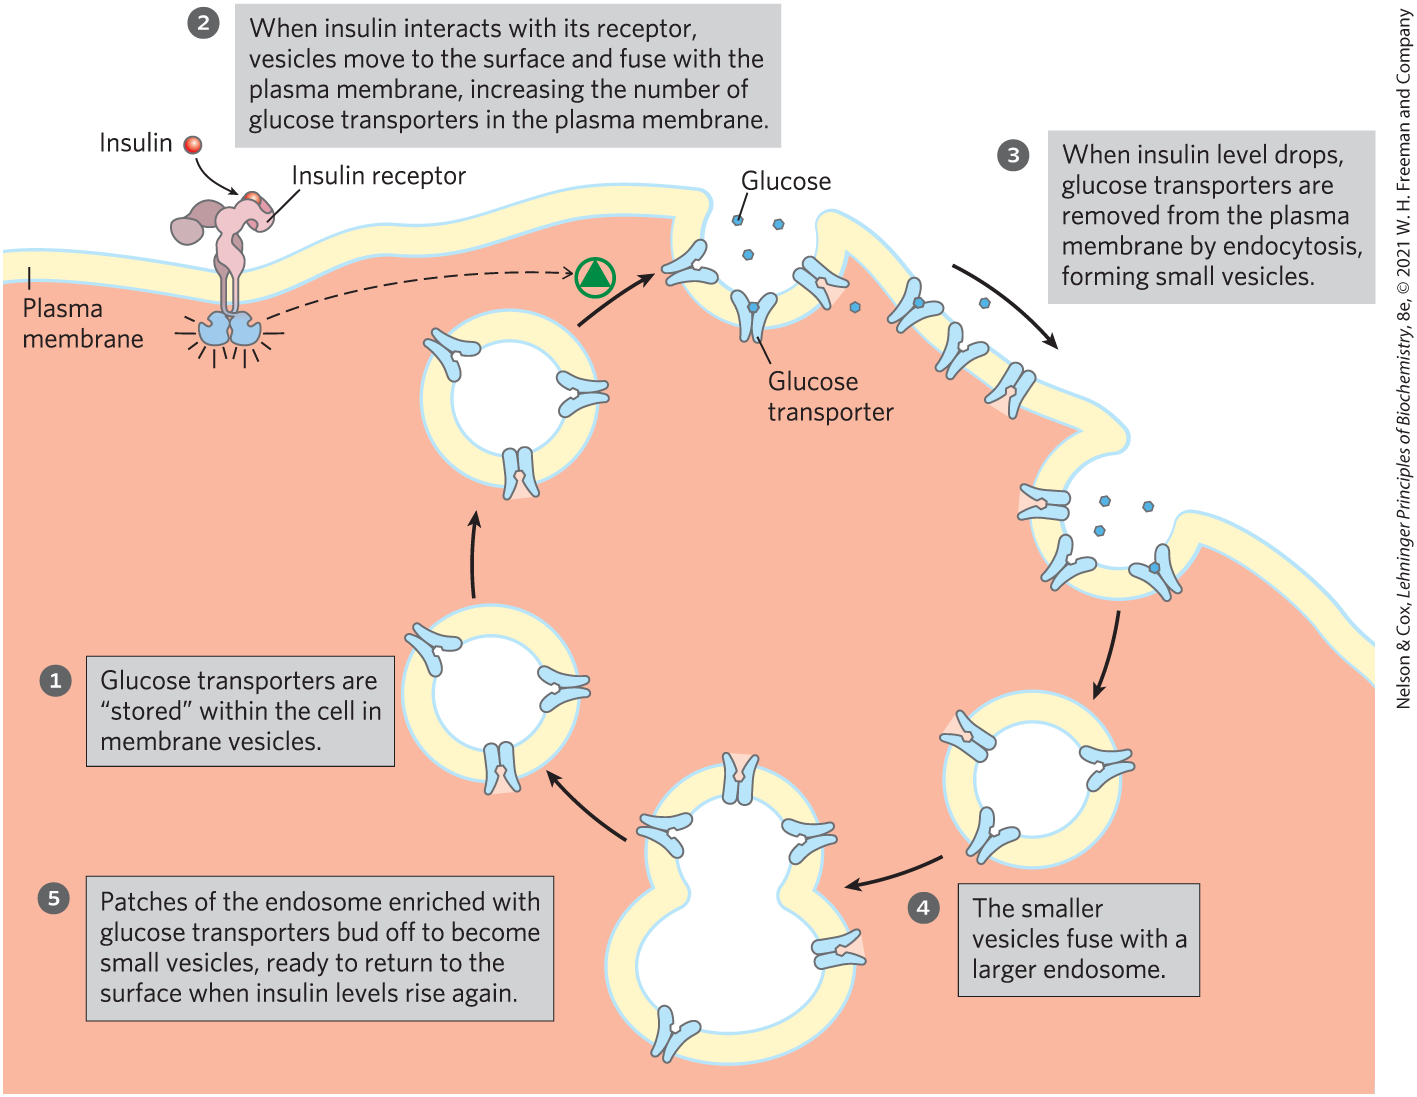 2
When insulin interacts with its receptor,
vesicles move to the surface and fuse with the
plasma membrane, increasing the number of
glucose transporters in the plasma membrane.
Insulin
Insulin receptor
Glucose
3
When insulin level drops,
glucose transporters are
removed from the plasma
membrane by endocytosis,
forming small vesicles.
Plasma
membrane
Glucose
transporter
1
Glucose transporters are
“stored” within the cell in
membrane vesicles.
5
Patches of the endosome enriched with
glucose transporters bud off to become
small vesicles, ready to return to the
surface when insulin levels rise again.
4
The smaller
vesicles fuse with a
larger endosome.
Nelson & Cox, Lehninger Principles of Biochemistry, 8e, © 2021 W. H. Freeman and Company